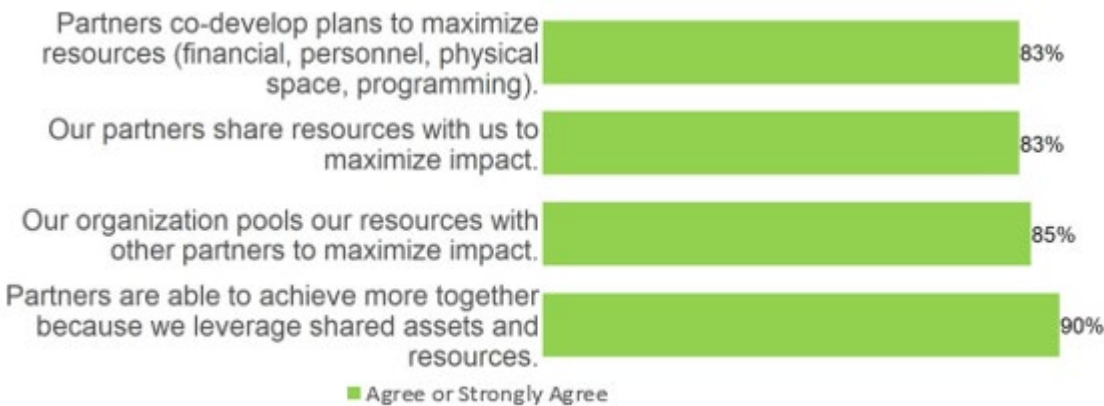 Partners co-develop plans to maximize
resources (financial, personnel, physical
space, programming).
83%
Our partners share resources with us to
maximize impact.
83%
Our organization pools our resources with
other partners to maximize impact.
85%
Partners are able to achieve more together
because we leverage shared assets and
resources.
90%
Agree or Strongly Agree